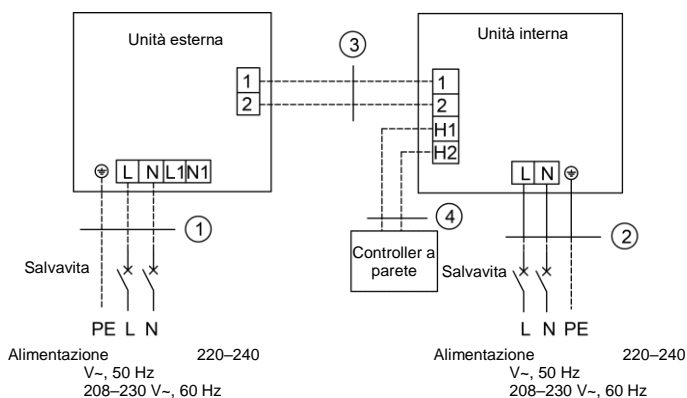 Unità esterna
Unità interna
3
1
2
1
2
H1
H2
L N L1 N1
L N
1
4
2
Controller a
parete
Salvavita
Salvavita
PE L N
L N PE
Alimentazione 220–240
V~, 50 Hz
208–230 V~, 60 Hz
Alimentazione 220–240
V~, 50 Hz
208–230 V~, 60 Hz